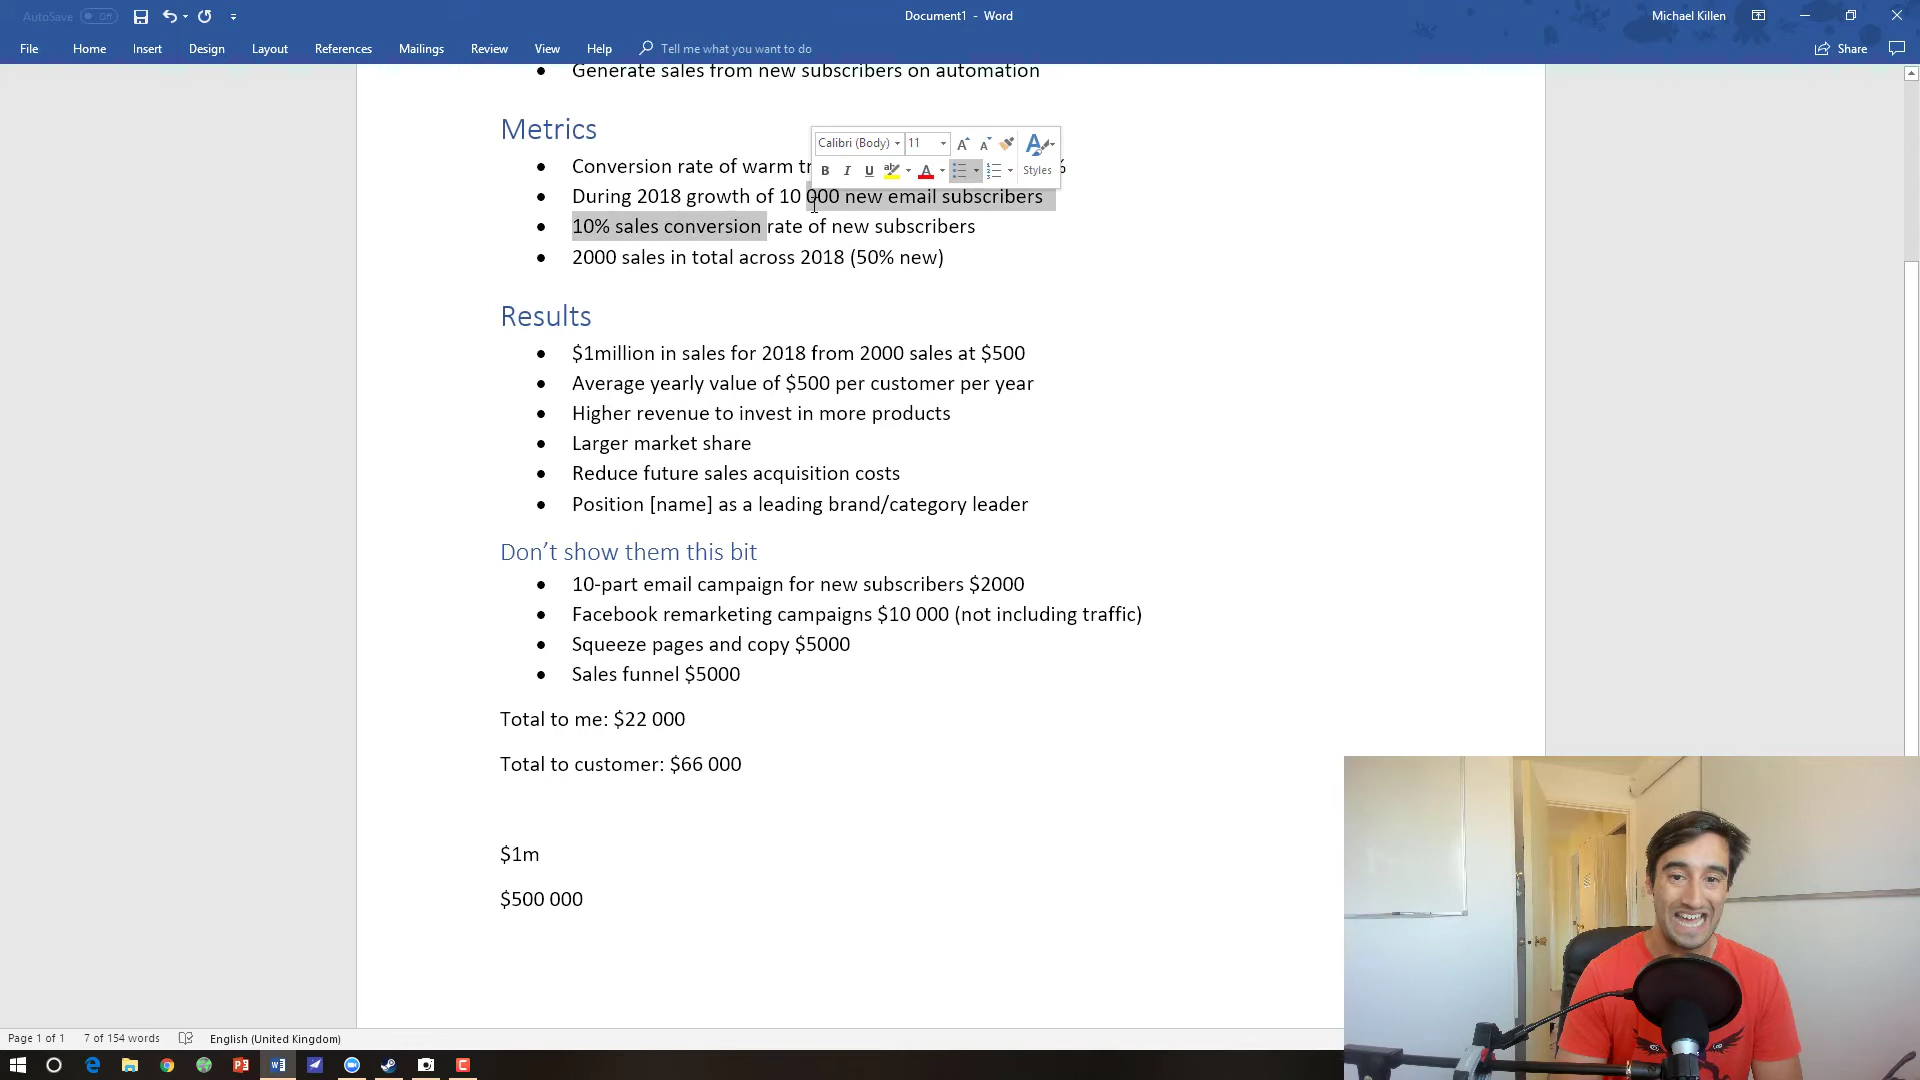 AutoSave Off
Document1 - Word
Michael Killen
File Home Insert Design Layout References Mailings Review View Help Tell me what you want to do
Share
Generate sales from new subscribers on automation
Metrics
Calibri (Body) 11
Conversion rate of warm %
B I U ab A Styles
During 2018 growth of 10 000 new email subscribers
10% sales conversion rate of new subscribers
2000 sales in total across 2018 (50% new)
Results
$1million in sales for 2018 from 2000 sales at $500
Average yearly value of $500 per customer per year
Higher revenue to invest in more products
Larger market share
Reduce future sales acquisition costs
Position [name] as a leading brand/category leader
Don’t show them this bit
10-part email campaign for new subscribers $2000
Facebook remarketing campaigns $10 000 (not including traffic)
Squeeze pages and copy $5000
Sales funnel $5000
Total to me: $22 000
Total to customer: $66 000
$1m
$500 000
Page 1 of 1 7 of 154 words English (United Kingdom)